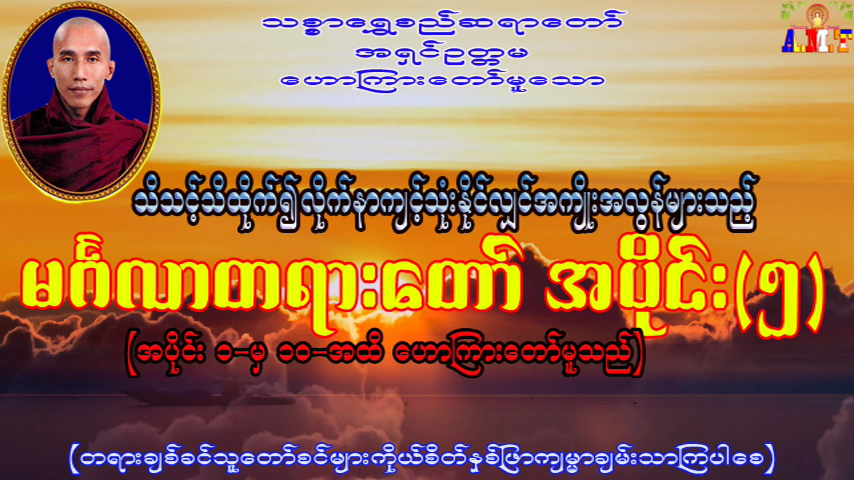 သစ္စာရွှေစည်ဆရာတော်
အရှင်ဥတ္တမ
ဟောကြားတော်မူသော
A.M.T
သိသင့်သိထိုက်၍လိုက်နာကျင့်သုံးနိုင်လျှင်အကျိုးအလွန်များသည့်
မင်္ဂလာတရားတော် အပိုင်း(၅)
(အပိုင်း ၁-မှ ၁၀-အထိ ဟောကြားတော်မူသည်)
(တရားချစ်ခင်သူတော်စင်များကိုယ်စိတ်နှစ်ဖြာကျမ္မာချမ်းသာကြပါစေ)